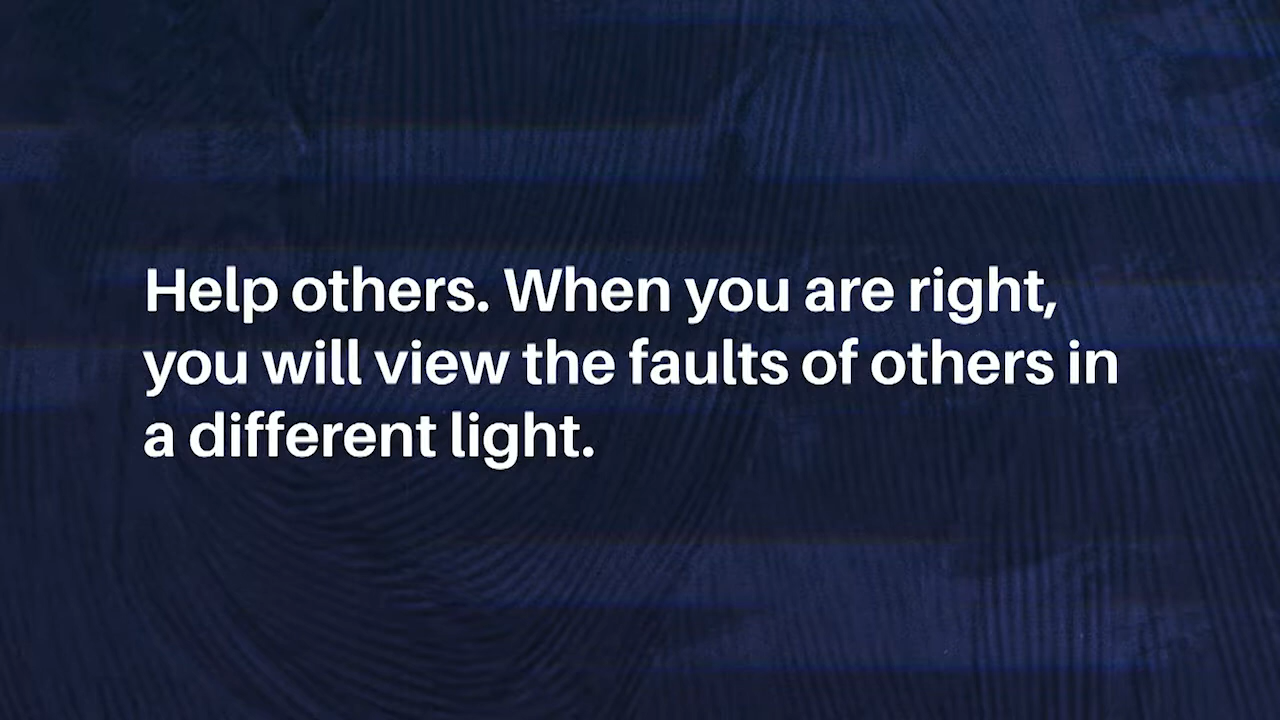 Help others. When you are right,
you will view the faults of others in
a different light.